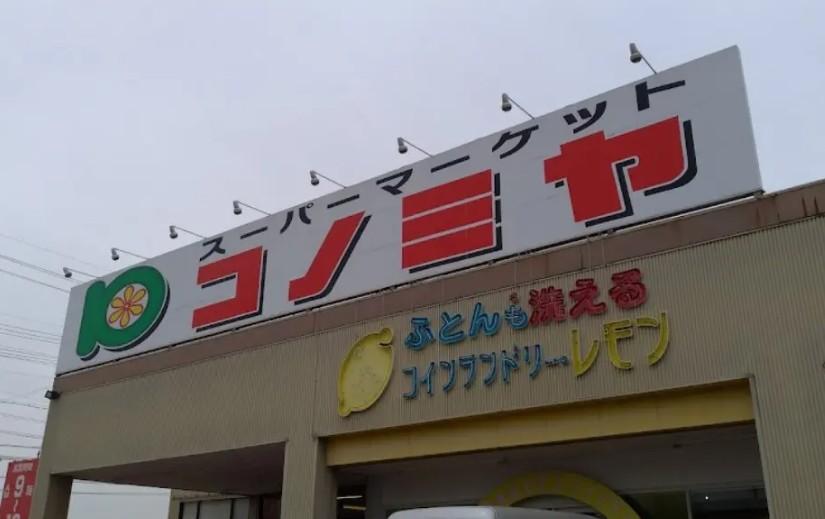 スーパーマーケット
コノミヤ
ふとんも洗える
コインランドリーレモン
9